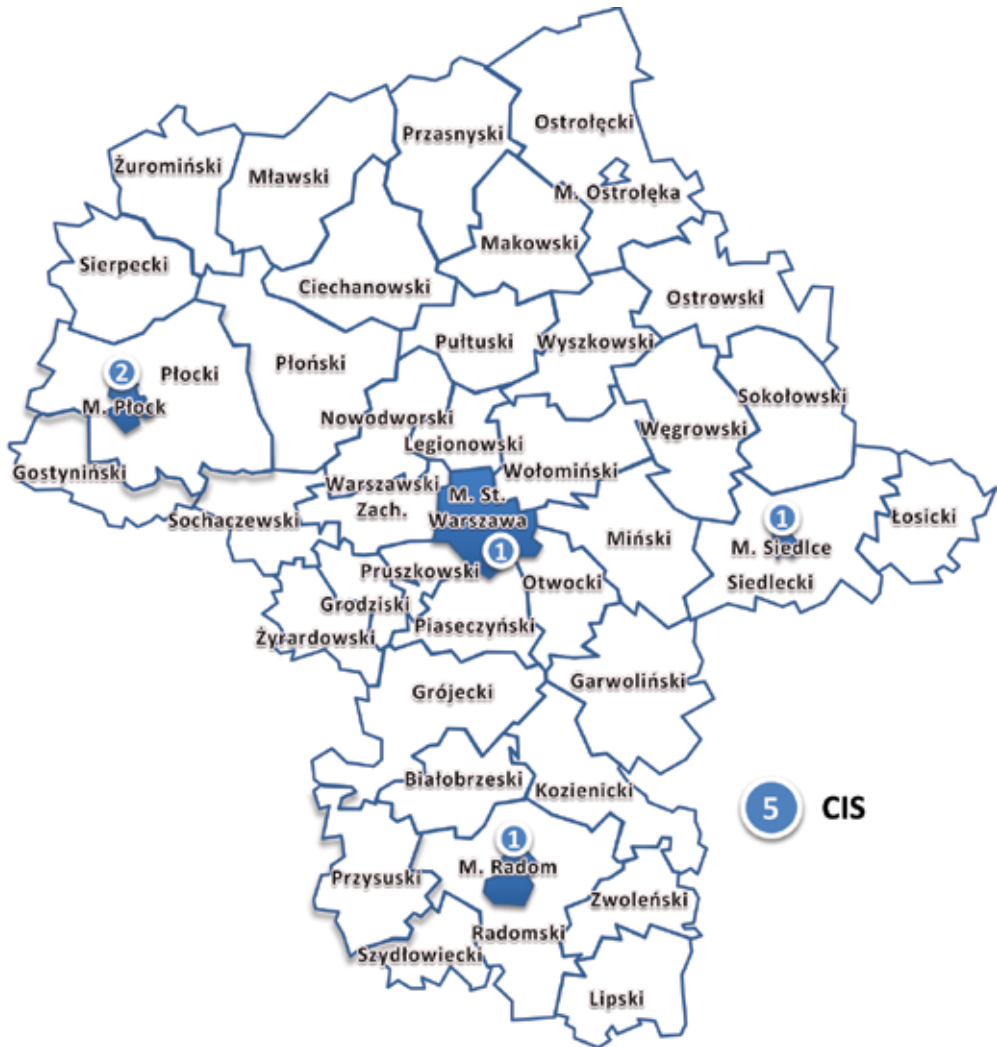 Ostrołęcki
Przasnyski
Żuromiński
Mławski
M. Ostrołęka
Makowski
Sierpecki
Ciechanowski
Ostrowski
Pułtuski
Wyszkowski
Płoński
2
Płocki
M. Płock
Sokołowski
Nowodworski
Węgrowski
Legionowski
Gostyniński
Wołomiński
Warszawski
Zach.
M. St.
Warszawa
1
Sochaczewski
Miński
1
M. Siedlce
Siedlecki
Łosicki
Pruszkowski
Otwocki
Grodziski
Piaseczyński
Żyrardowski
Garwoliński
Grójecki
Białobrzeski
Kozienicki
5 CIS
1
M. Radom
Przysuski
Zwoleński
Radomski
Szydłowiecki
Lipski